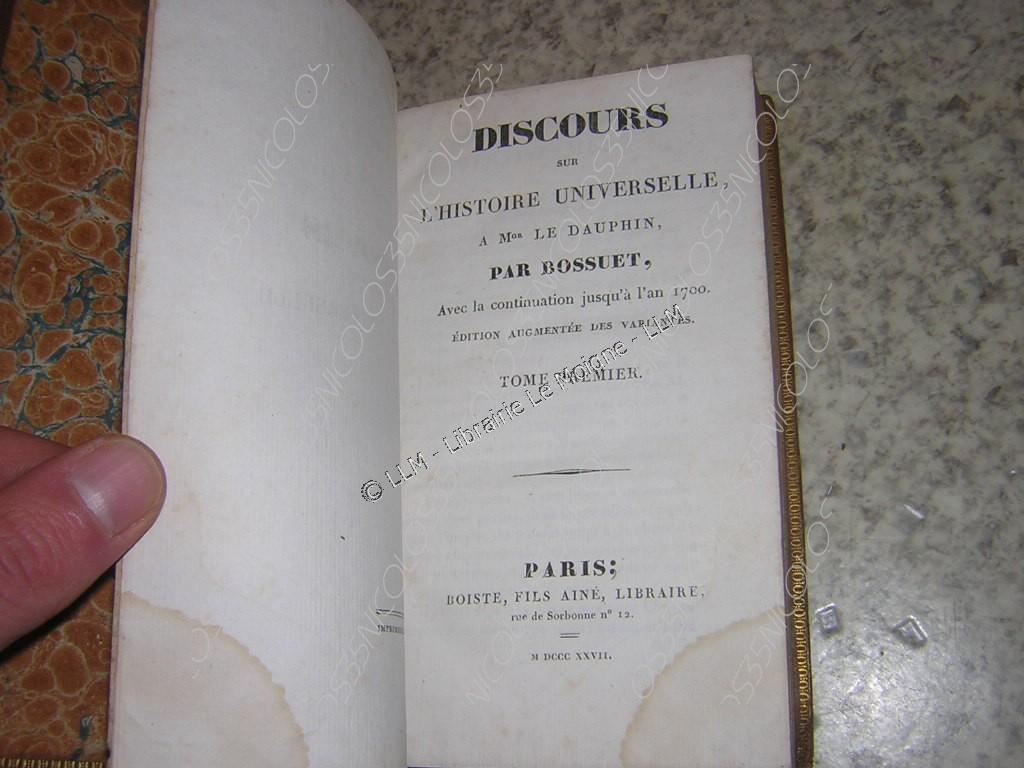 DISCOURS
SUR
L'HISTOIRE UNIVERSELLE,
A MGR LE DAUPHIN,
PAR BOSSUET,
Avec la continuation jusqu'à l'an 1700.
ÉDITION AUGMENTÉE DES VARIANTES.
TOME PREMIER.
© LLM - Librairie Le Moigne - LLM
PARIS;
BOISTE, FILS AINÉ, LIBRAIRE,
rue de Sorbonne nº 12.
M DCCC XXVII.